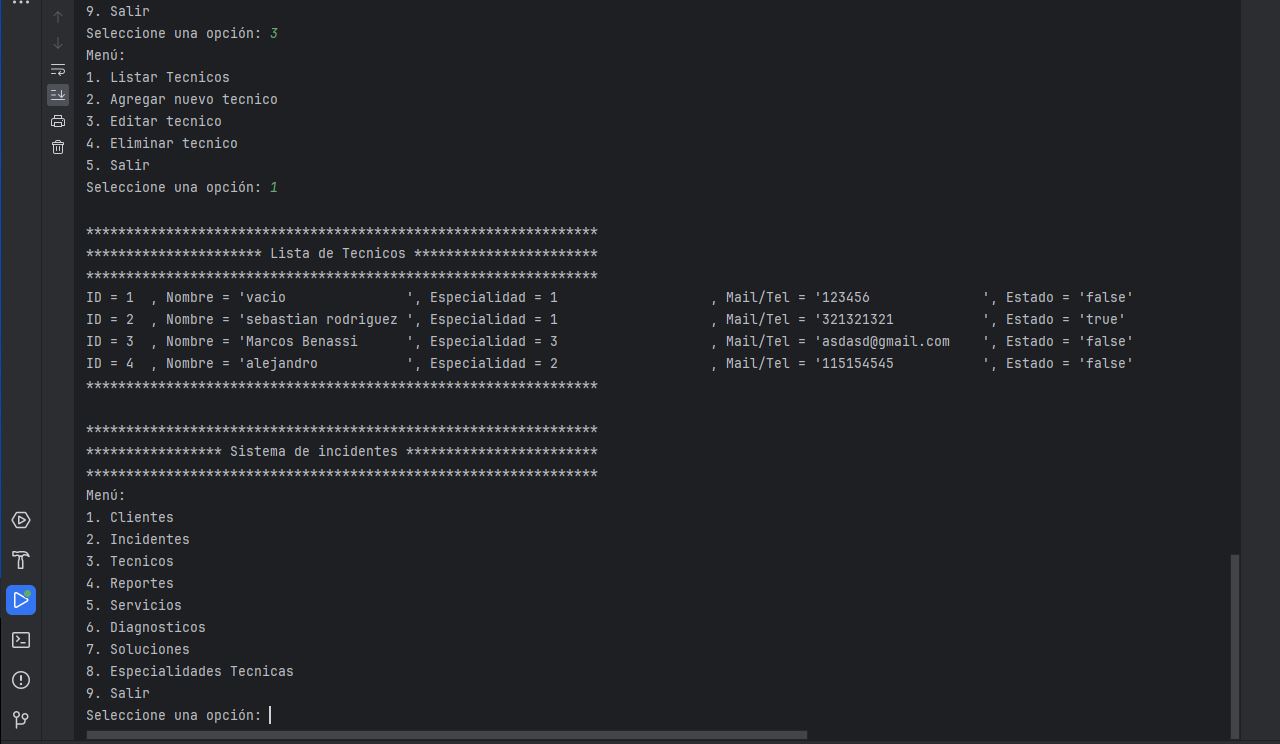 9. Salir
Seleccione una opción: 3
Menú:
1. Listar Tecnicos
2. Agregar nuevo tecnico
3. Editar tecnico
4. Eliminar tecnico
5. Salir
Seleccione una opción: 1
****************************************************************
********************** Lista de Tecnicos ***********************
****************************************************************
ID = 1  , Nombre = 'vacio               ', Especialidad = 1                   , Mail/Tel = '123456              ', Estado = 'false'
ID = 2  , Nombre = 'sebastian rodriguez ', Especialidad = 1                   , Mail/Tel = '321321321           ', Estado = 'true'
ID = 3  , Nombre = 'Marcos Benassi      ', Especialidad = 3                   , Mail/Tel = 'asdasd@gmail.com    ', Estado = 'false'
ID = 4  , Nombre = 'alejandro           ', Especialidad = 2                   , Mail/Tel = '115154545           ', Estado = 'false'
****************************************************************
****************************************************************
***************** Sistema de incidentes ************************
****************************************************************
Menú:
1. Clientes
2. Incidentes
3. Tecnicos
4. Reportes
5. Servicios
6. Diagnosticos
7. Soluciones
8. Especialidades Tecnicas
9. Salir
Seleccione una opción: